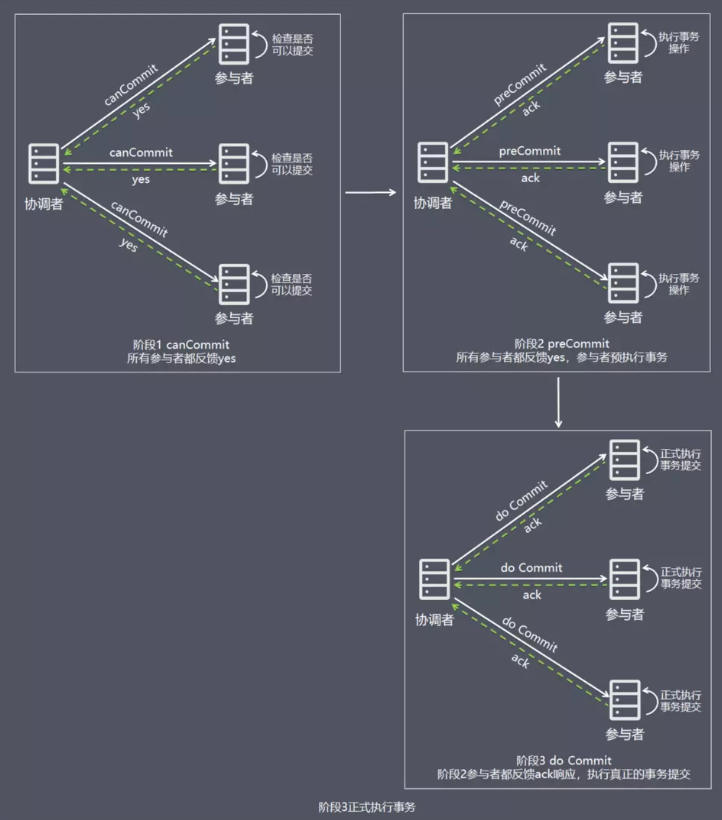 检查是否
可以提交
参与者
canCommit
yes
canCommit
yes
检查是否
可以提交
参与者
协调者
canCommit
yes
检查是否
可以提交
参与者
阶段1 canCommit
所有参与者都反馈yes
执行事务
操作
参与者
preCommit
ack
preCommit
ack
执行事务
操作
参与者
协调者
preCommit
ack
执行事务
操作
参与者
阶段2 preCommit
所有参与者都反馈yes，参与者预执行事务
正式执行
事务提交
参与者
do Commit
ack
do Commit
ack
正式执行
事务提交
参与者
协调者
do Commit
ack
正式执行
事务提交
参与者
阶段3 do Commit
阶段2参与者都反馈ack响应，执行真正的事务提交
阶段3正式执行事务